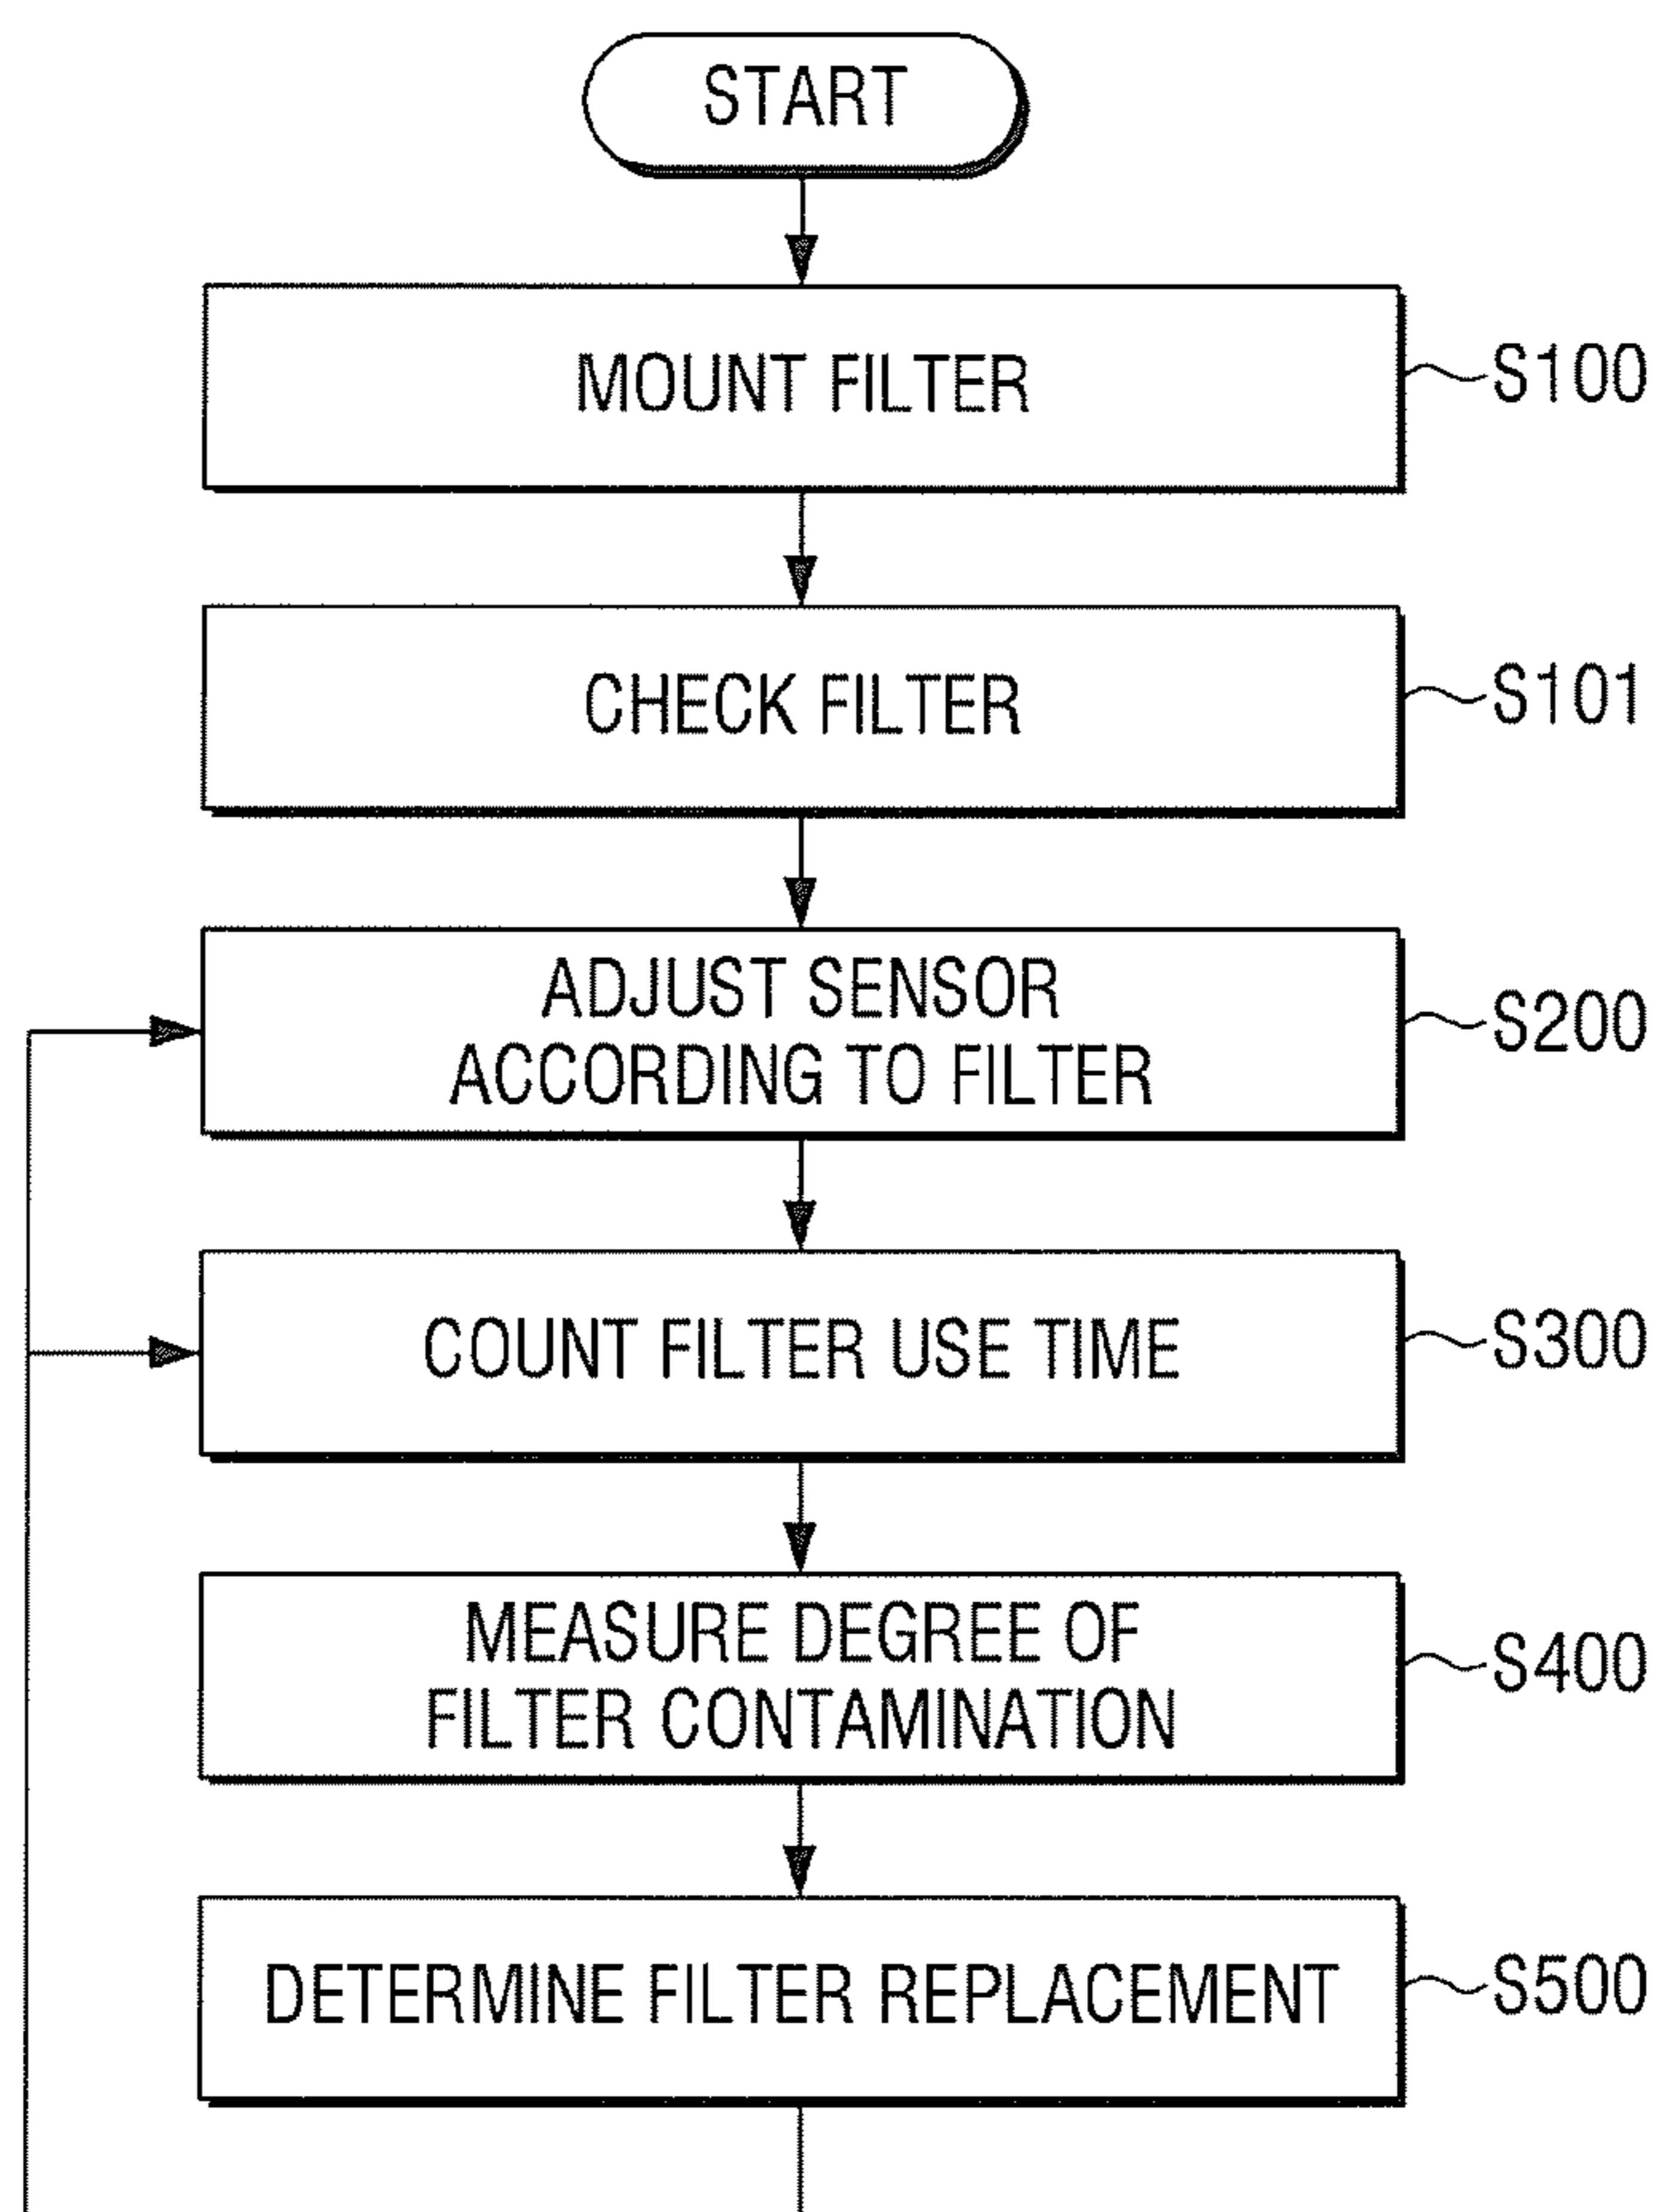 START
MOUNT FILTER
S100
CHECK FILTER
S101
ADJUST SENSOR
ACCORDING TO FILTER
S200
COUNT FILTER USE TIME
S300
MEASURE DEGREE OF
FILTER CONTAMINATION
S400
DETERMINE FILTER REPLACEMENT
S500